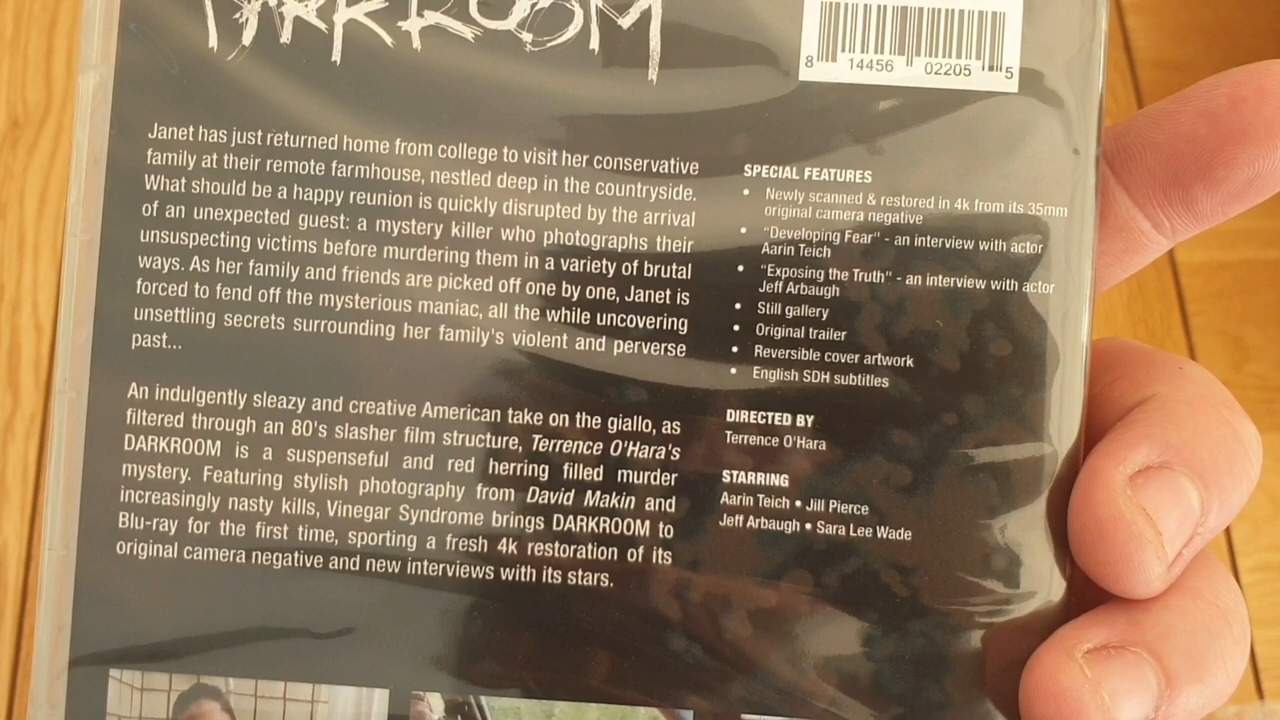 DARKROOM
8 14456 02205 5
Janet has just returned home from college to visit her conservative
family at their remote farmhouse, nestled deep in the countryside.
What should be a happy reunion is quickly disrupted by the arrival
of an unexpected guest: a mystery killer who photographs their
unsuspecting victims before murdering them in a variety of brutal
ways. As her family and friends are picked off one by one, Janet is
forced to fend off the mysterious maniac, all the while uncovering
unsettling secrets surrounding her family's violent and perverse
past...
An indulgently sleazy and creative American take on the giallo, as
filtered through an 80's slasher film structure, Terrence O'Hara's
DARKROOM is a suspenseful and red herring filled murder
mystery. Featuring stylish photography from David Makin and
increasingly nasty kills, Vinegar Syndrome brings DARKROOM to
Blu-ray for the first time, sporting a fresh 4k restoration of its
original camera negative and new interviews with its stars.
SPECIAL FEATURES
• Newly scanned & restored in 4k from its 35mm
original camera negative
• "Developing Fear" - an interview with actor
Aarin Teich
• "Exposing the Truth" - an interview with actor
Jeff Arbaugh
• Still gallery
• Original trailer
• Reversible cover artwork
• English SDH subtitles
DIRECTED BY
Terrence O'Hara
STARRING
Aarin Teich • Jill Pierce
Jeff Arbaugh • Sara Lee Wade